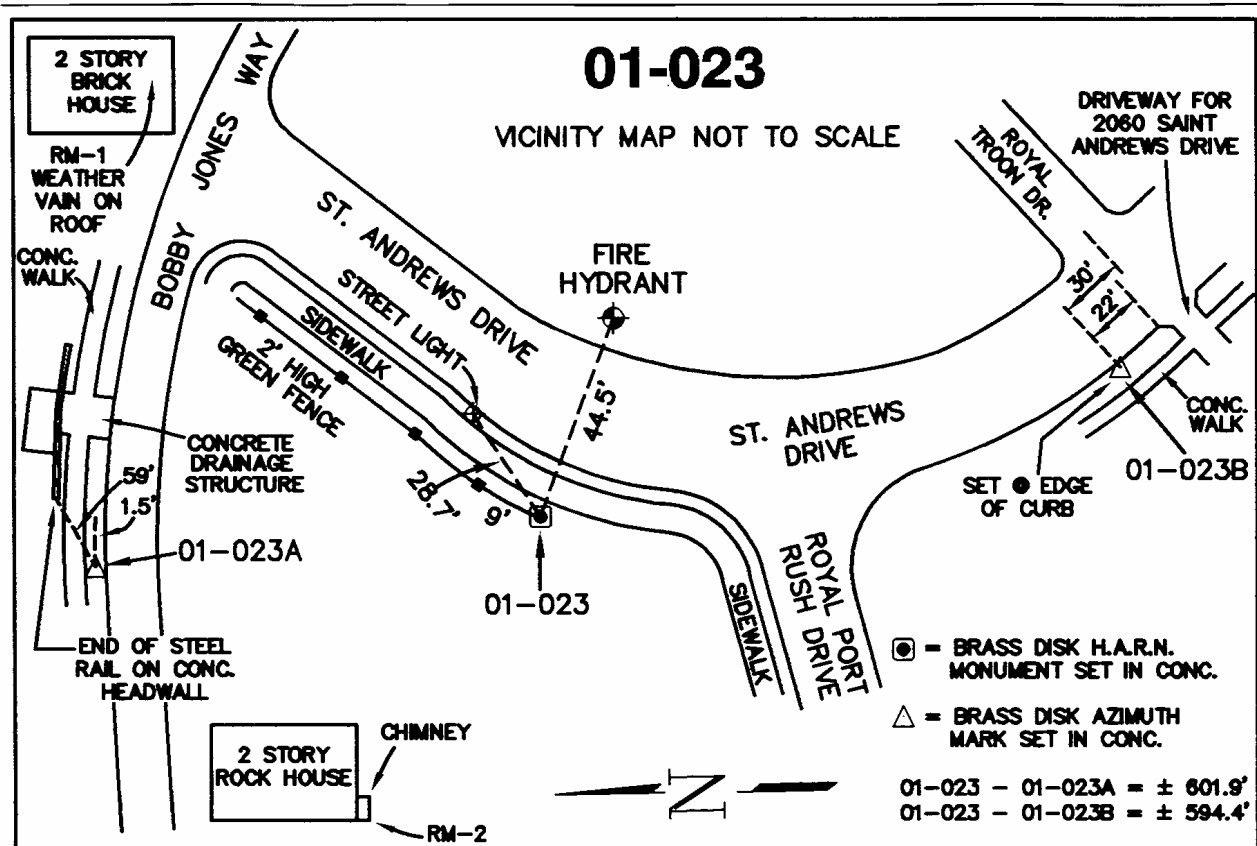 01-023
VICINITY MAP NOT TO SCALE
2 STORY
BRICK
HOUSE
RM-1
WEATHER
VAIN ON
ROOF
CONC.
WALK
BOBBY JONES WAY
ST. ANDREWS DRIVE
STREET LIGHT
SIDEWALK
2' HIGH
GREEN FENCE
FIRE
HYDRANT
44.5'
28.7'
9'
01-023
CONCRETE
DRAINAGE
STRUCTURE
59'
1.5'
01-023A
END OF STEEL
RAIL ON CONC.
HEADWALL
2 STORY
ROCK HOUSE
CHIMNEY
RM-2
N
ST. ANDREWS
DRIVE
ROYAL
TROON DR.
DRIVEWAY FOR
2060 SAINT
ANDREWS DRIVE
30'
22'
CONC.
WALK
01-023B
SET @ EDGE
OF CURB
SIDEWALK
ROYAL PORT
RUSH DRIVE
= BRASS DISK H.A.R.N.
MONUMENT SET IN CONC.
△ = BRASS DISK AZIMUTH
MARK SET IN CONC.
01-023 - 01-023A = ± 601.9'
01-023 - 01-023B = ± 594.4'